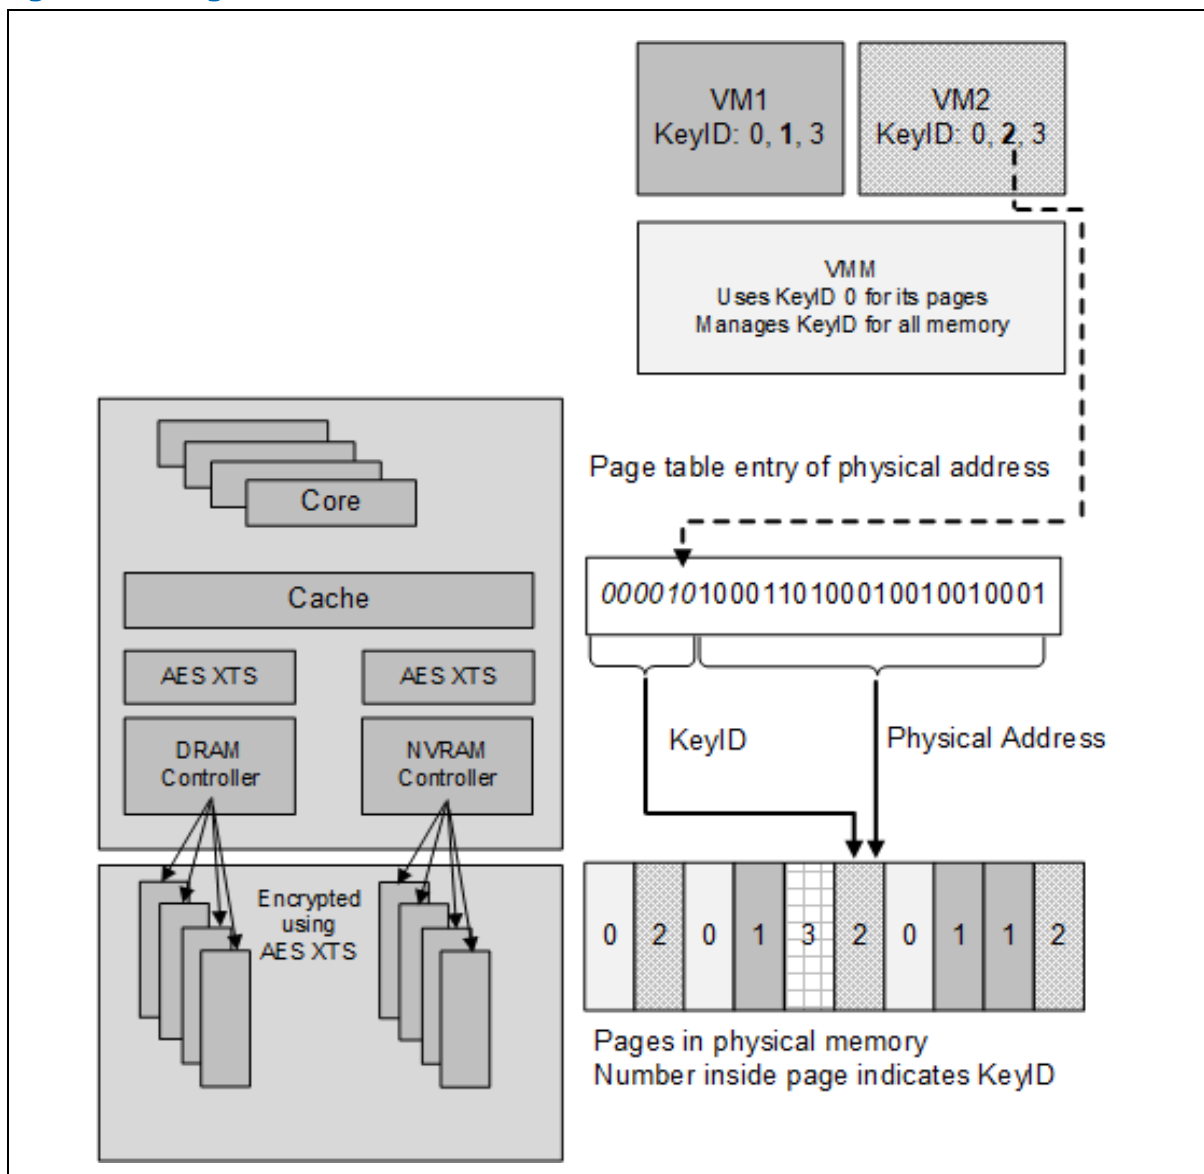 VM1
KeyID: 0, 1, 3
VM2
KeyID: 0, 2, 3
VMM
Uses KeyID 0 for its pages
Manages KeyID for all memory
Page table entry of physical address
Core
Cache
AES XTS
AES XTS
DRAM
Controller
NVRAM
Controller
000010100011010001001001 0001
KeyID
Physical Address
Encrypted
using
AES XTS
0 2 0 1 3 2 0 1 1 2
Pages in physical memory
Number inside page indicates KeyID